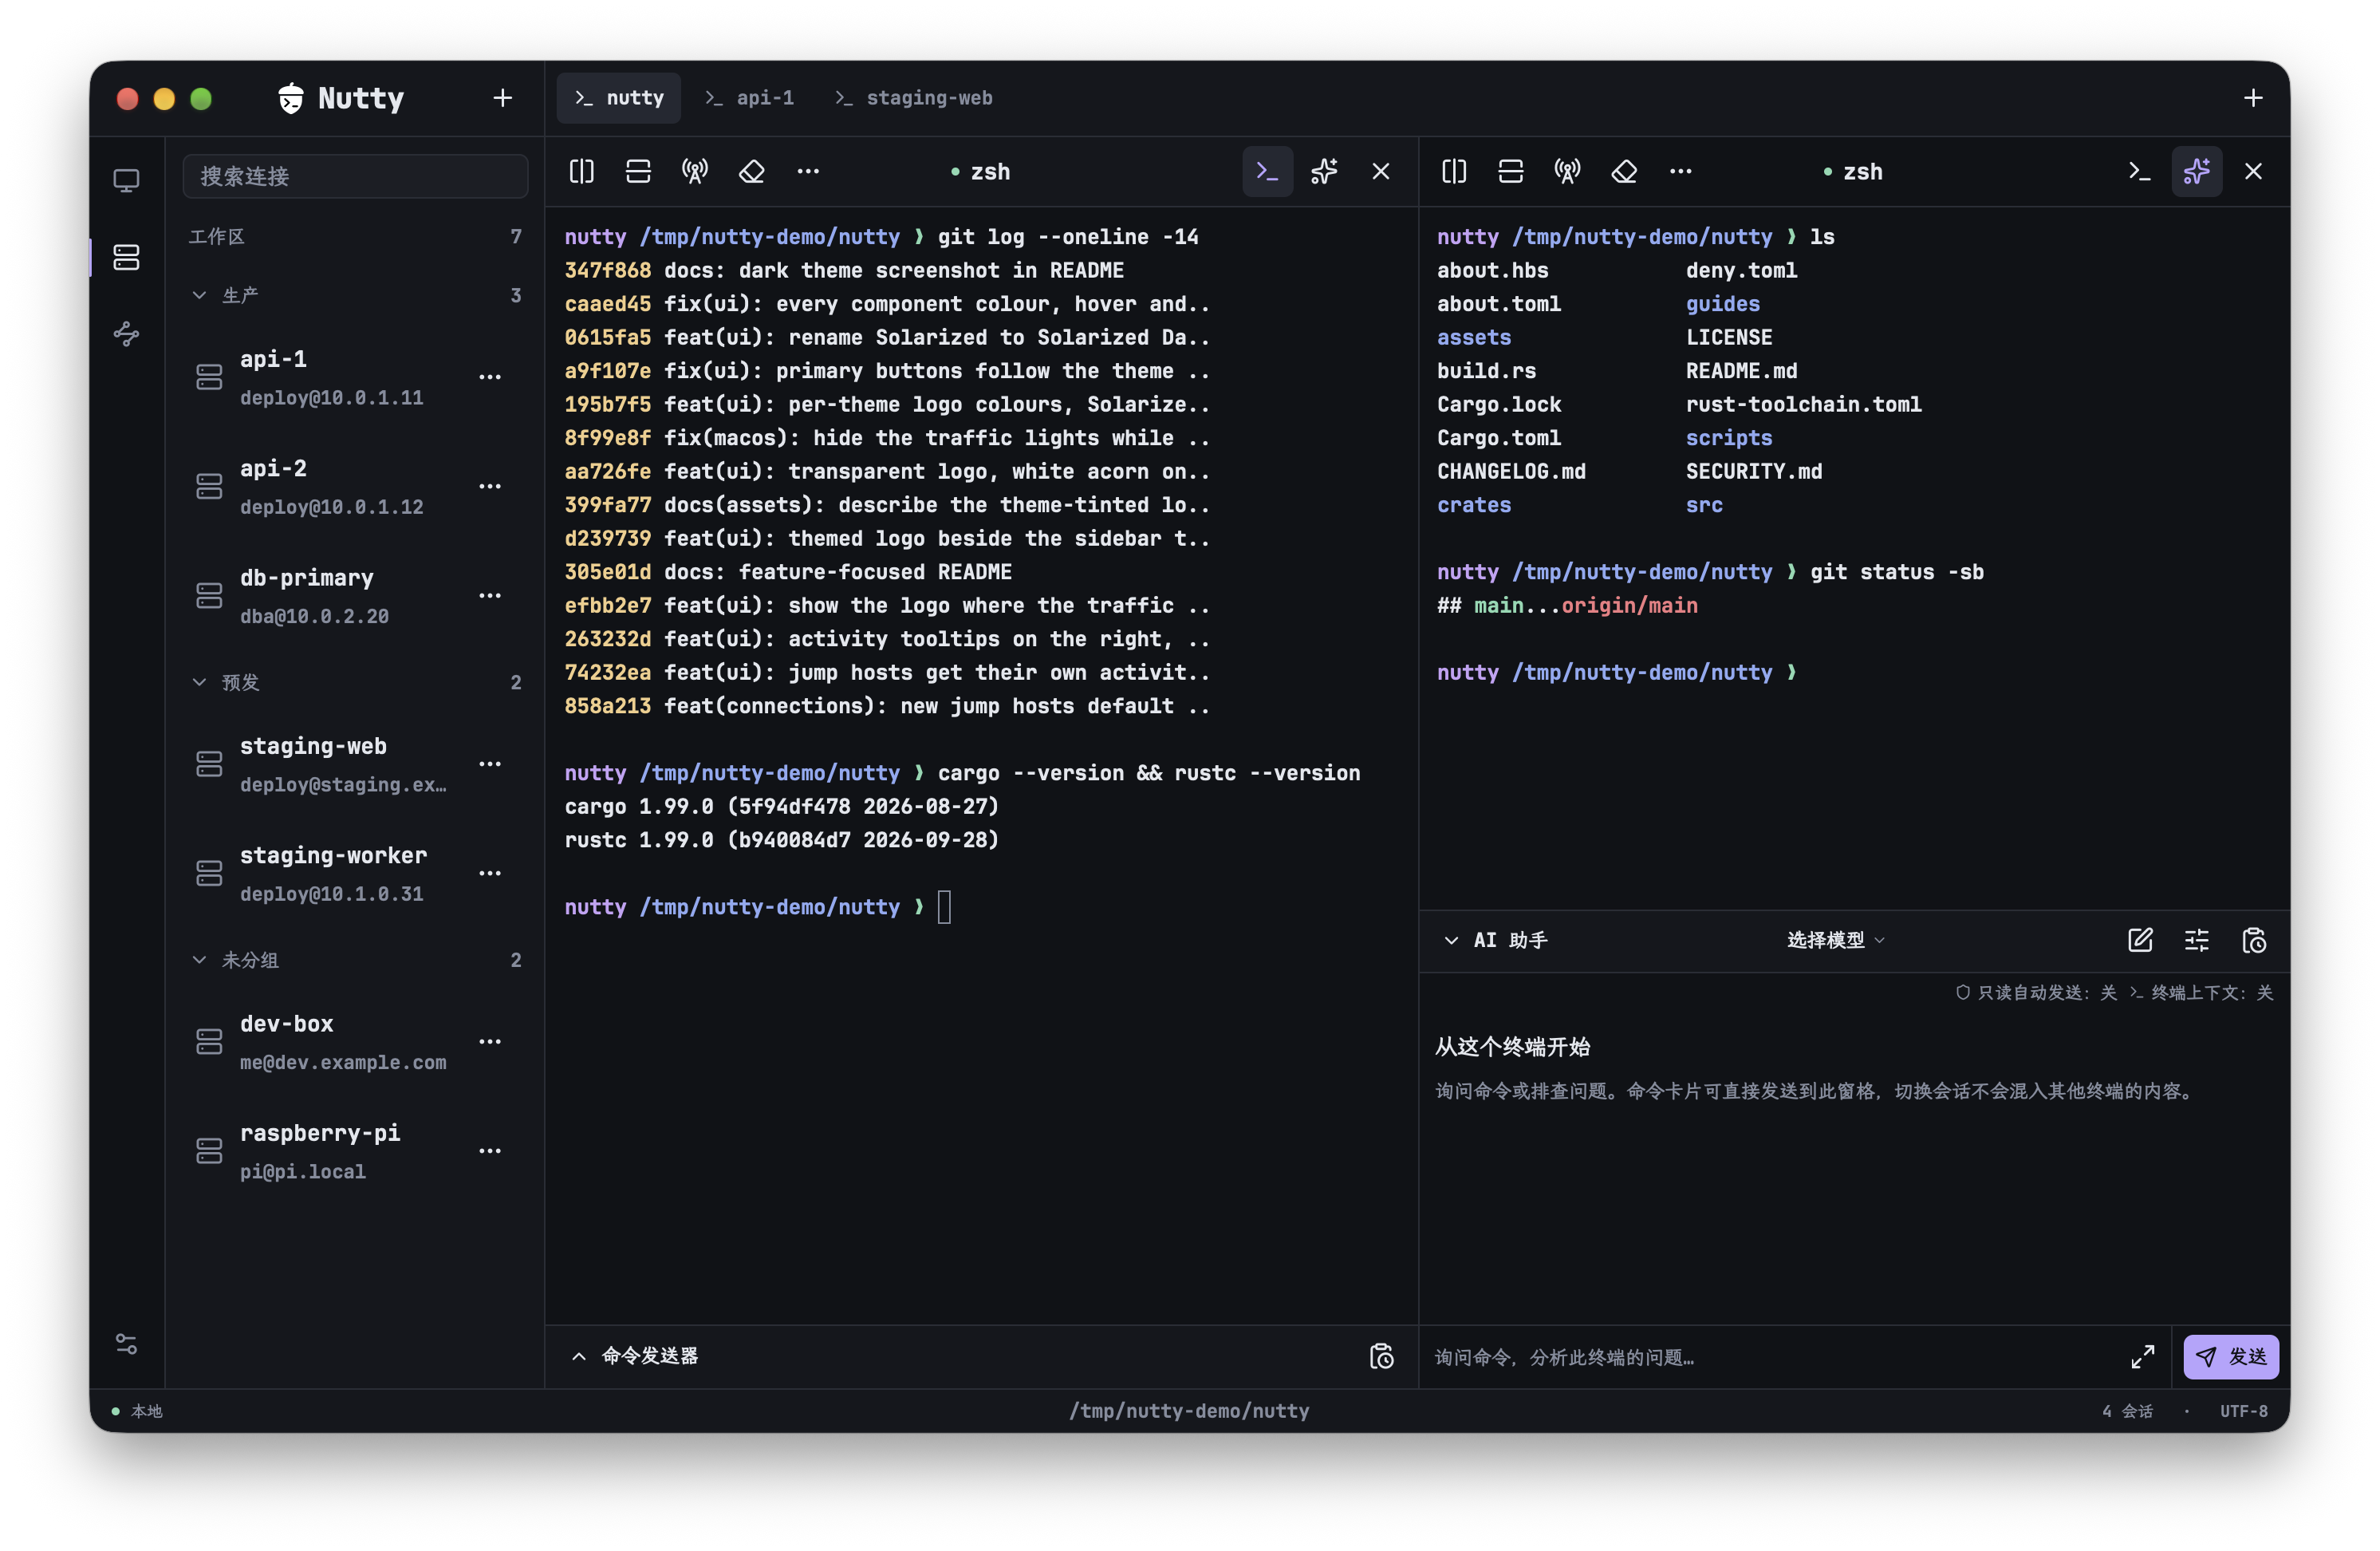 Nutty
nutty
api-1
staging-web
搜索连接
工作区 7
生产 3
api-1
deploy@10.0.1.11
api-2
deploy@10.0.1.12
db-primary
dba@10.0.2.20
预发 2
staging-web
deploy@staging.ex…
staging-worker
deploy@10.1.0.31
未分组 2
dev-box
me@dev.example.com
raspberry-pi
pi@pi.local
zsh
nutty /tmp/nutty-demo/nutty ❯ git log --oneline -14
347f868 docs: dark theme screenshot in README
caaed45 fix(ui): every component colour, hover and..
0615fa5 feat(ui): rename Solarized to Solarized Da..
a9f107e fix(ui): primary buttons follow the theme ..
195b7f5 feat(ui): per-theme logo colours, Solarize..
8f99e8f fix(macos): hide the traffic lights while ..
aa726fe feat(ui): transparent logo, white acorn on..
399fa77 docs(assets): describe the theme-tinted lo..
d239739 feat(ui): themed logo beside the sidebar t..
305e01d docs: feature-focused README
efbb2e7 feat(ui): show the logo where the traffic ..
263232d feat(ui): activity tooltips on the right, ..
74232ea feat(ui): jump hosts get their own activit..
858a213 feat(connections): new jump hosts default ..
nutty /tmp/nutty-demo/nutty ❯ cargo --version && rustc --version
cargo 1.99.0 (5f94df478 2026-08-27)
rustc 1.99.0 (b940084d7 2026-09-28)
nutty /tmp/nutty-demo/nutty ❯
命令发送器
zsh
nutty /tmp/nutty-demo/nutty ❯ ls
about.hbs deny.toml
about.toml guides
assets LICENSE
build.rs README.md
Cargo.lock rust-toolchain.toml
Cargo.toml scripts
CHANGELOG.md SECURITY.md
crates src
nutty /tmp/nutty-demo/nutty ❯ git status -sb
## main...origin/main
nutty /tmp/nutty-demo/nutty ❯
AI 助手 选择模型
只读自动发送: 关 终端上下文: 关
从这个终端开始
询问命令或排查问题。命令卡片可直接发送到此窗格，切换会话不会混入其他终端的内容。
询问命令，分析此终端的问题…
发送
本地 /tmp/nutty-demo/nutty 4 会话 · UTF-8